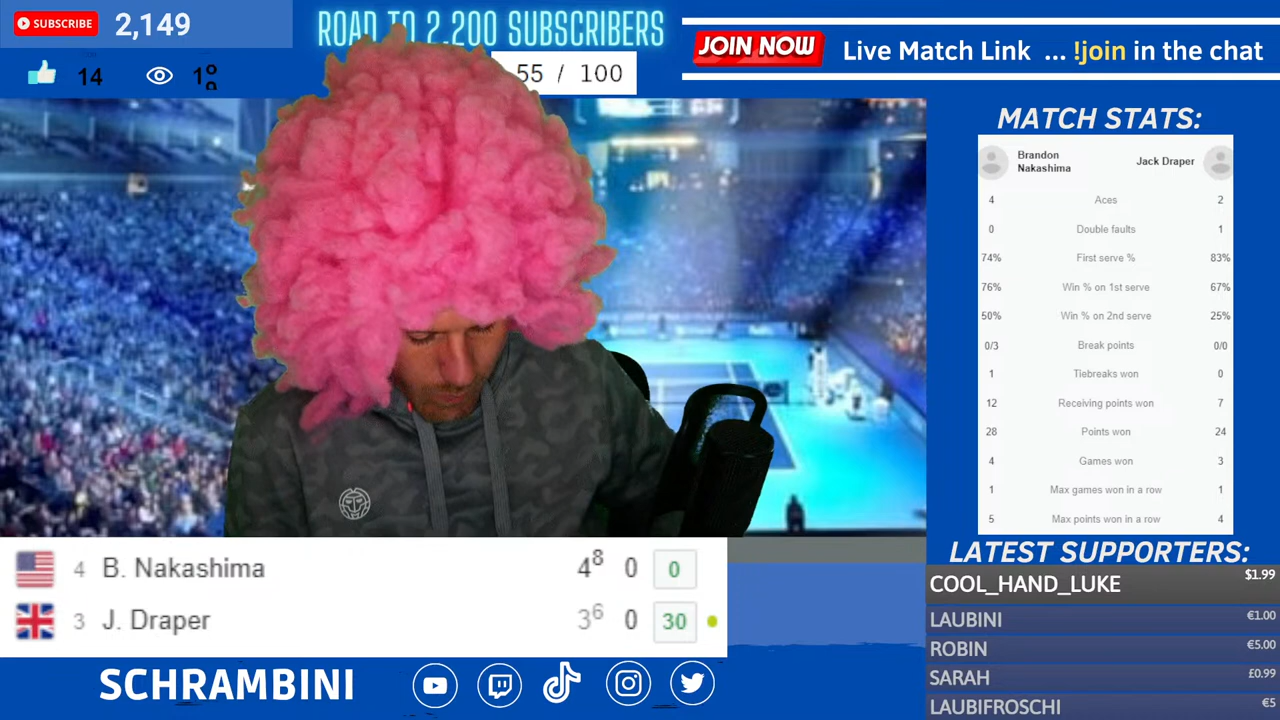 SUBSCRIBE 2,149
ROAD TO 2,200 SUBSCRIBERS
14
55 / 100
JOIN NOW Live Match Link ... !join in the chat
MATCH STATS:
Brandon Nakashima
Jack Draper
4 Aces 2
0 Double faults 1
74% First serve % 83%
76% Win % on 1st serve 67%
50% Win % on 2nd serve 25%
0/3 Break points 0/0
1 Tiebreaks won 0
12 Receiving points won 7
28 Points won 24
4 Games won 3
1 Max games won in a row 1
5 Max points won in a row 4
LATEST SUPPORTERS:
COOL_HAND_LUKE $1.99
LAUBINI €1.00
ROBIN €5.00
SARAH £0.99
LAUBIFROSCHI €5
4 B. Nakashima 4⁸ 0 0
3 J. Draper 3⁶ 0 30
SCHRAMBINI